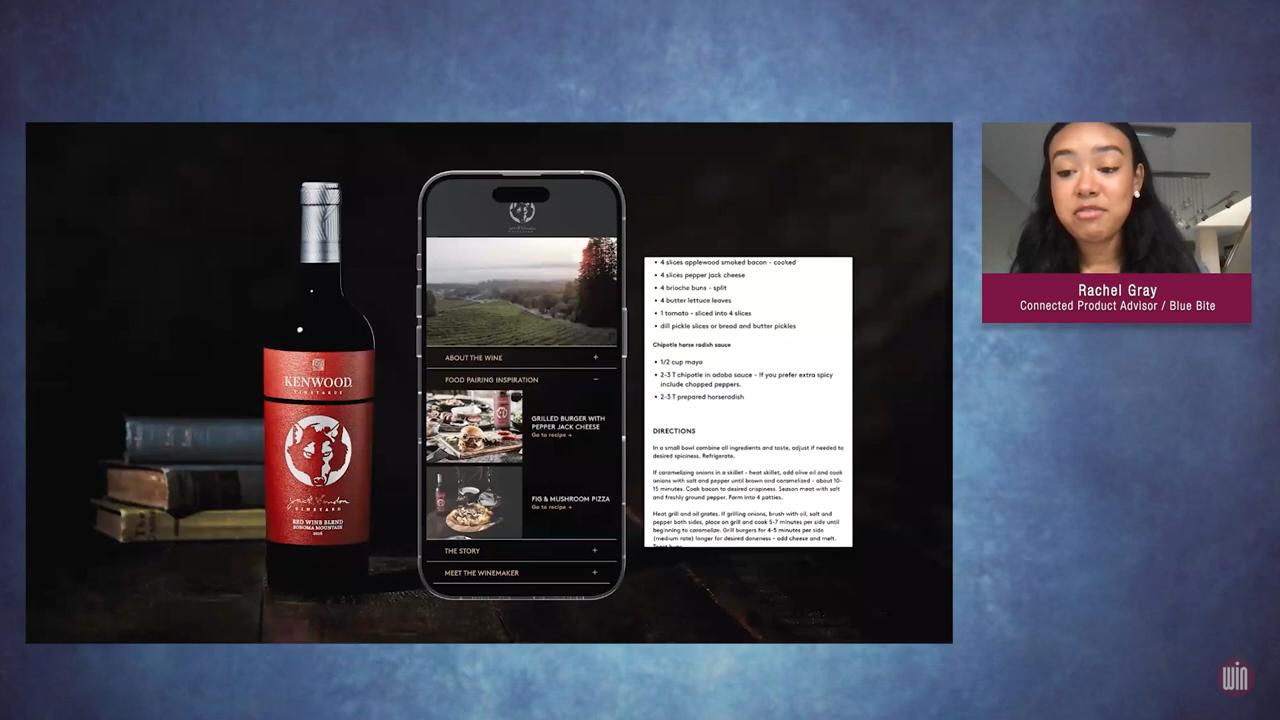 KENWOOD
VINEYARDS
Jack London
VINEYARD
RED WINE BLEND
SONOMA MOUNTAIN
ABOUT THE WINE +
FOOD PAIRING INSPIRATION −
GRILLED BURGER WITH
PEPPER JACK CHEESE
Go to recipe +
FIG & MUSHROOM PIZZA
Go to recipe +
THE STORY +
MEET THE WINEMAKER +
• 4 slices applewood smoked bacon - cooked
• 4 slices pepper jack cheese
• 4 brioche buns - split
• 4 butter lettuce leaves
• 1 tomato - sliced into 4 slices
• dill pickle slices or bread and butter pickles
Chipotle horse radish sauce
• 1/2 cup mayo
• 2-3 T chipotle in adobo sauce - If you prefer extra spicy
include chopped peppers.
• 2-3 T prepared horseradish
DIRECTIONS
In a small bowl combine all ingredients and taste, adjust if needed to
desired spiciness. Refrigerate.
If caramelizing onions in a skillet - heat skillet, add olive oil and cook
onions with salt and pepper until brown and caramelized - about 10-
15 minutes. Cook bacon to desired crispiness. Season meat with salt
and freshly ground pepper. Form into 4 patties.
Heat grill and oil grates. If grilling onions, brush with oil, salt and
pepper both sides, place on grill and cook 5-7 minutes per side until
beginning to caramelize. Grill burgers for 4-5 minutes per side
(medium rate) longer for desired doneness - add cheese and melt.
Rachel Gray
Connected Product Advisor / Blue Bite
win